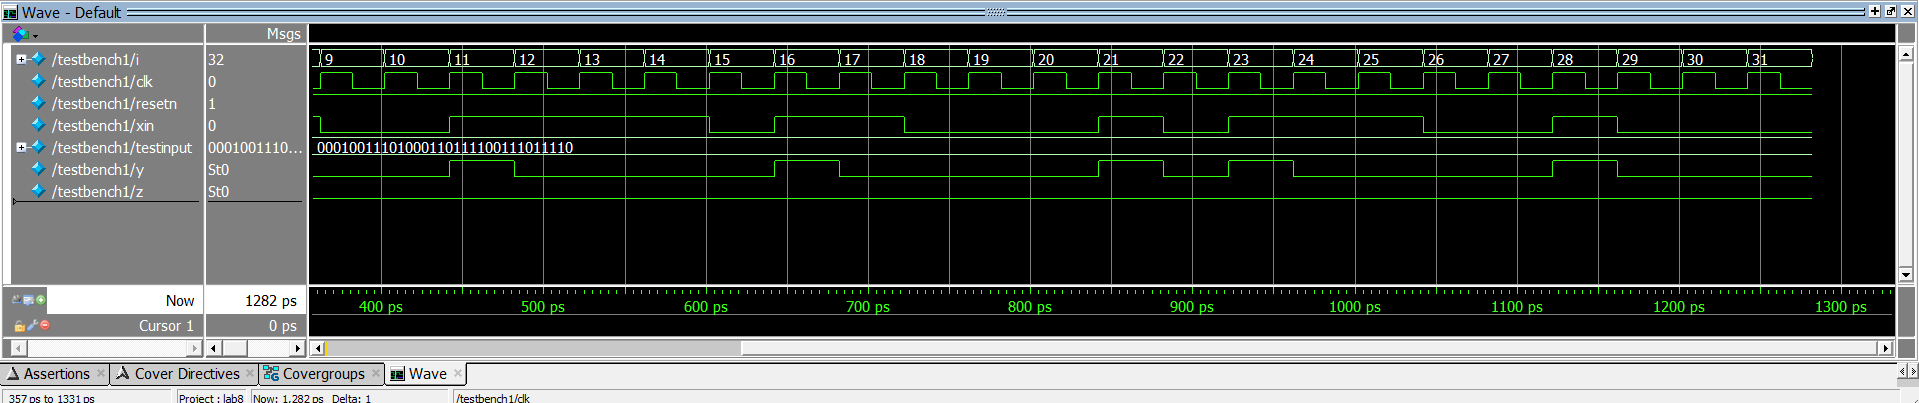 Wave - Default
Msgs
/testbench1/i 32 9 10 11 12 13 14 15 16 17 18 19 20 21 22 23 24 25 26 27 28 29 30 31
/testbench1/clk 0
/testbench1/resetn 1
/testbench1/xin 0
/testbench1/testinput 0001001110... 00010011101000110111100111011110
/testbench1/y St0
/testbench1/z St0
Now 1282 ps 400 ps 500 ps 600 ps 700 ps 800 ps 900 ps 1000 ps 1100 ps 1200 ps 1300 ps
Cursor 1 0 ps
Assertions Cover Directives Covergroups Wave
357 ps to 1331 ps Project : lab8 Now: 1,282 ps Delta: 1 /testbench1/clk